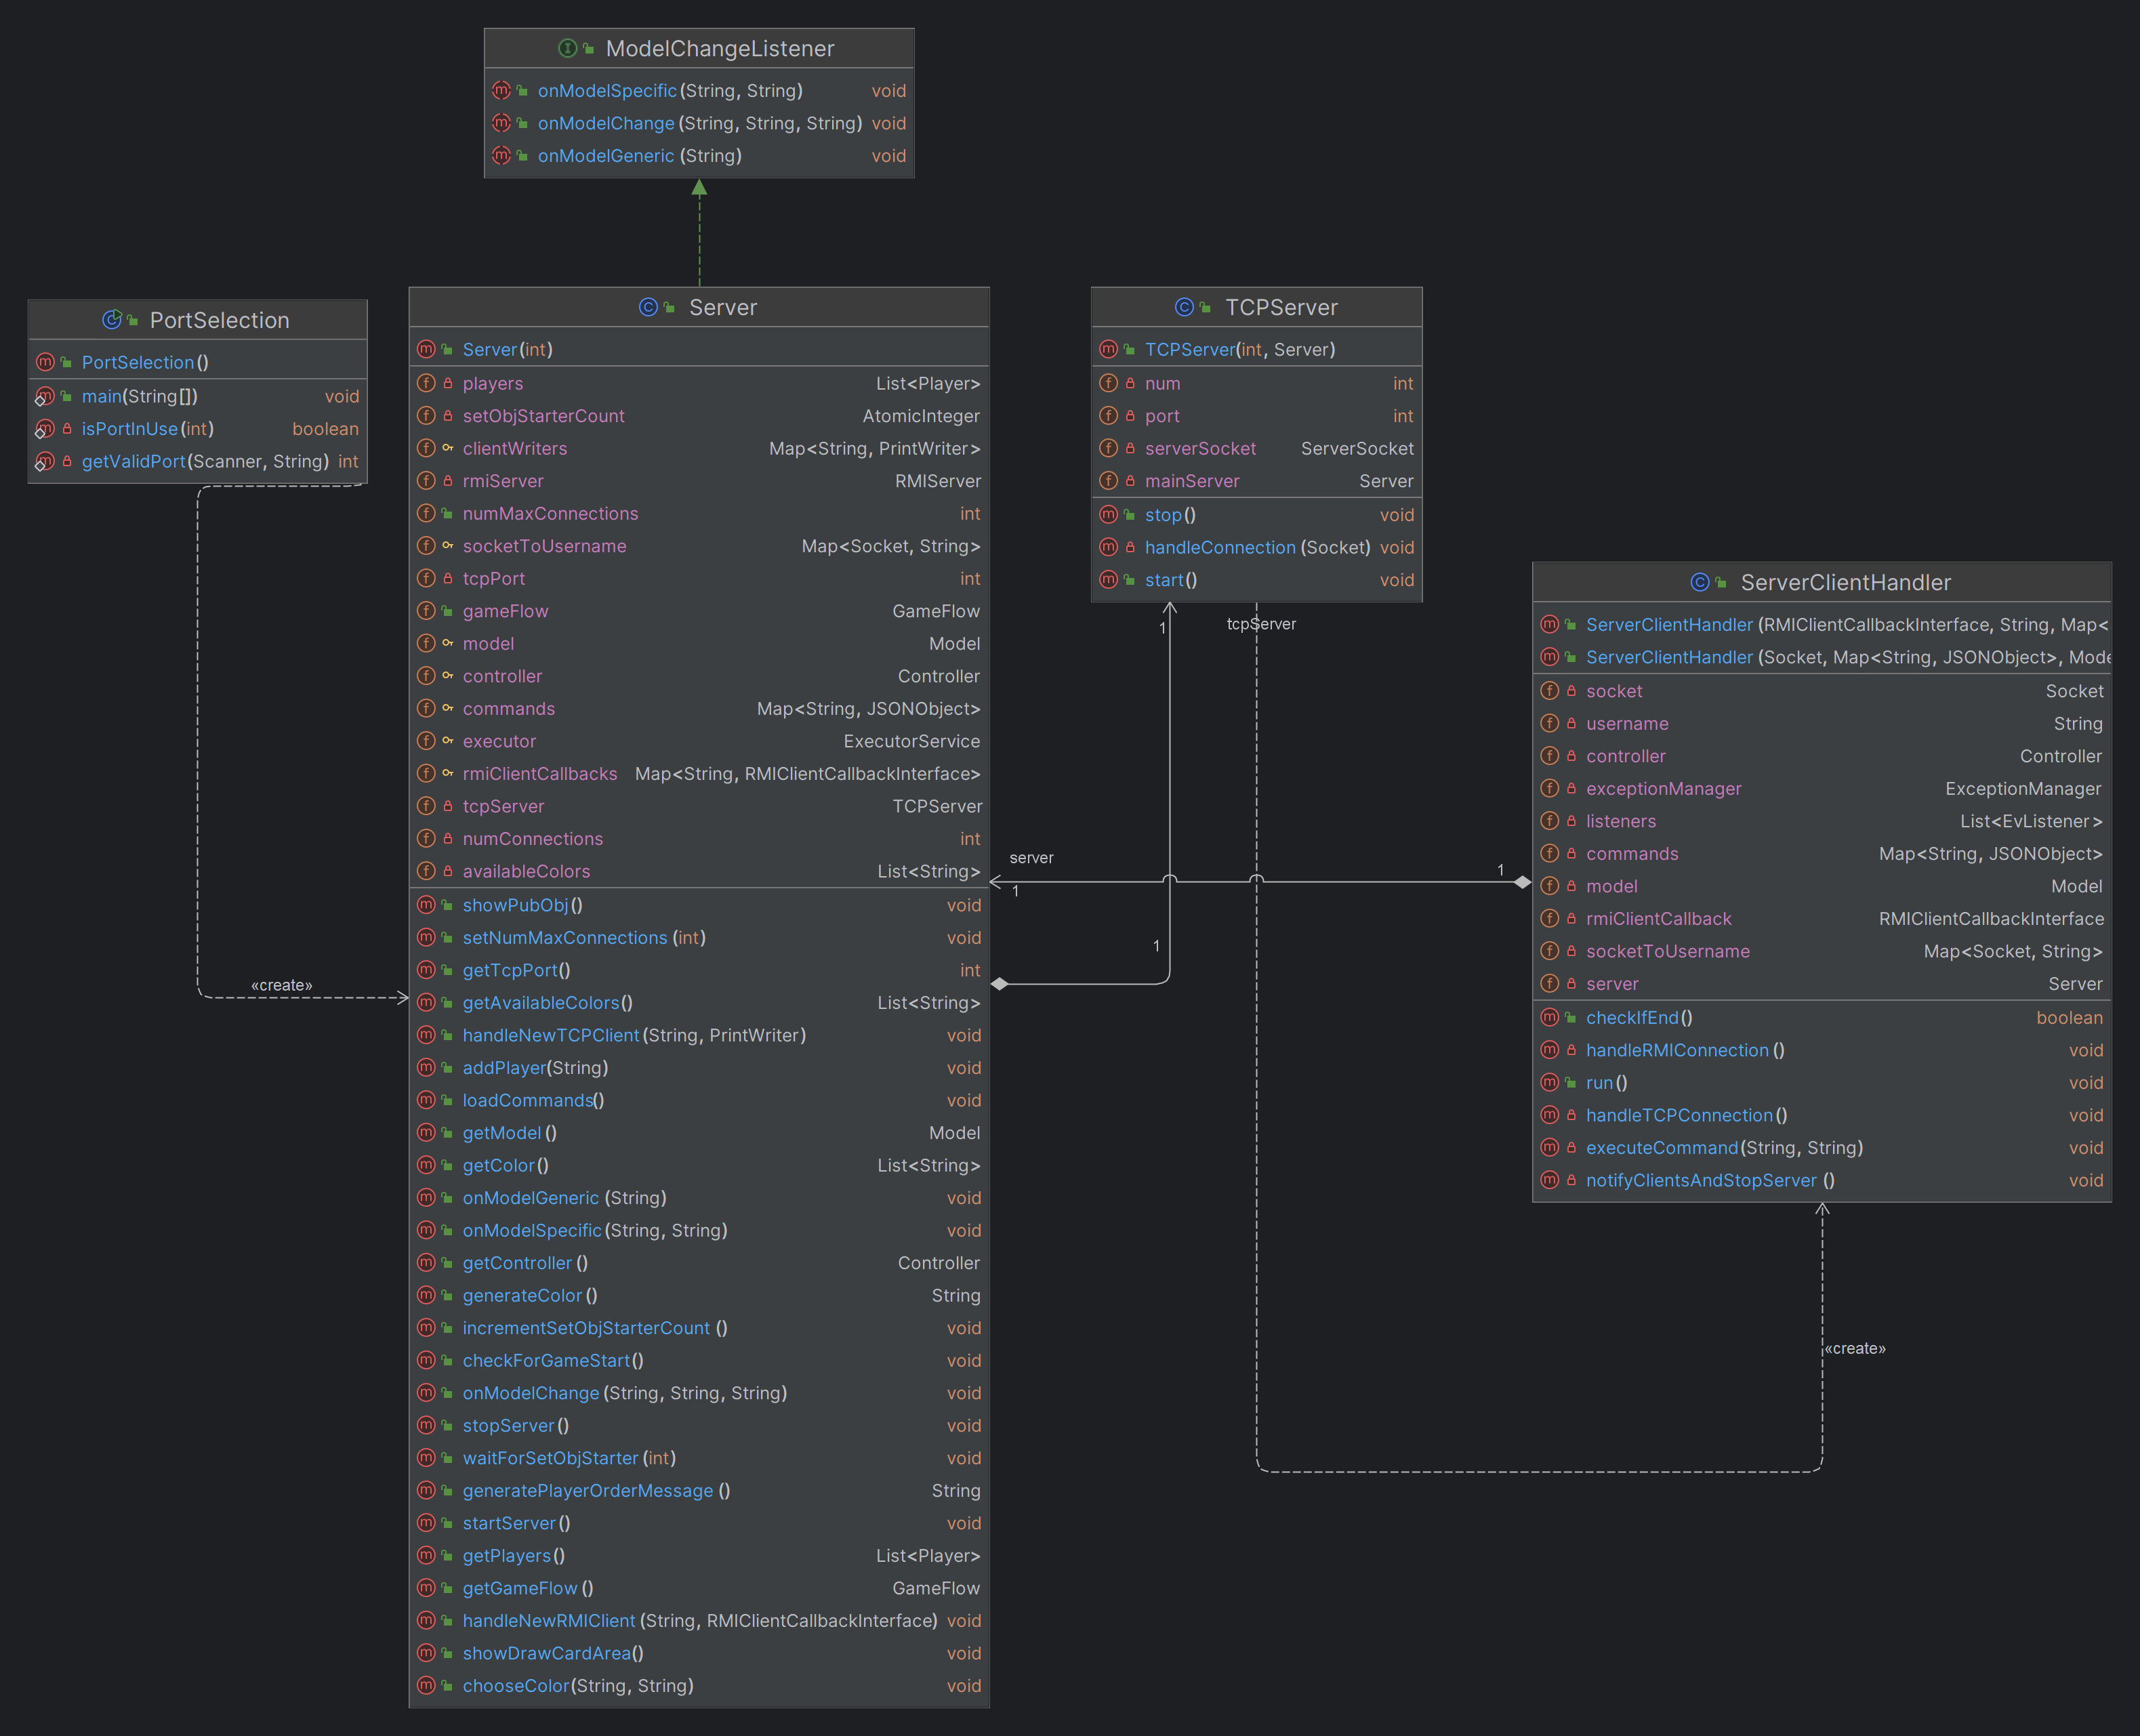 ModelChangeListener
onModelSpecific(String, String) void
onModelChange(String, String, String) void
onModelGeneric(String) void
PortSelection
PortSelection()
main(String[]) void
isPortInUse(int) boolean
getValidPort(Scanner, String) int
Server
Server(int)
players List<Player>
setObjStarterCount AtomicInteger
clientWriters Map<String, PrintWriter>
rmiServer RMIServer
numMaxConnections int
socketToUsername Map<Socket, String>
tcpPort int
gameFlow GameFlow
model Model
controller Controller
commands Map<String, JSONObject>
executor ExecutorService
rmiClientCallbacks Map<String, RMIClientCallbackInterface>
tcpServer TCPServer
numConnections int
availableColors List<String>
showPubObj() void
setNumMaxConnections(int) void
getTcpPort() int
getAvailableColors() List<String>
handleNewTCPClient(String, PrintWriter) void
addPlayer(String) void
loadCommands() void
getModel() Model
getColor() List<String>
onModelGeneric(String) void
onModelSpecific(String, String) void
getController() Controller
generateColor() String
incrementSetObjStarterCount() void
checkForGameStart() void
onModelChange(String, String, String) void
stopServer() void
waitForSetObjStarter(int) void
generatePlayerOrderMessage() String
startServer() void
getPlayers() List<Player>
getGameFlow() GameFlow
handleNewRMIClient(String, RMIClientCallbackInterface) void
showDrawCardArea() void
chooseColor(String, String) void
TCPServer
TCPServer(int, Server)
num int
port int
serverSocket ServerSocket
mainServer Server
stop() void
handleConnection(Socket) void
start() void
ServerClientHandler
ServerClientHandler(RMIClientCallbackInterface, String, Map<
ServerClientHandler(Socket, Map<String, JSONObject>, Mode
socket Socket
username String
controller Controller
exceptionManager ExceptionManager
listeners List<EvListener>
commands Map<String, JSONObject>
model Model
rmiClientCallback RMIClientCallbackInterface
socketToUsername Map<Socket, String>
server Server
checkIfEnd() boolean
handleRMIConnection() void
run() void
handleTCPConnection() void
executeCommand(String, String) void
notifyClientsAndStopServer() void
«create»
1
tcpServer
server
1
1
1
«create»